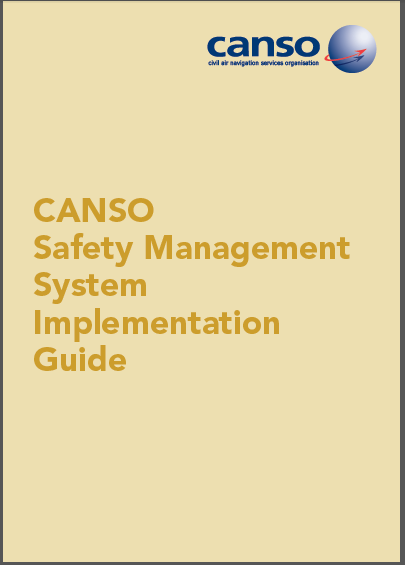 canso
civil air navigation services organisation
CANSO
Safety Management
System
Implementation
Guide